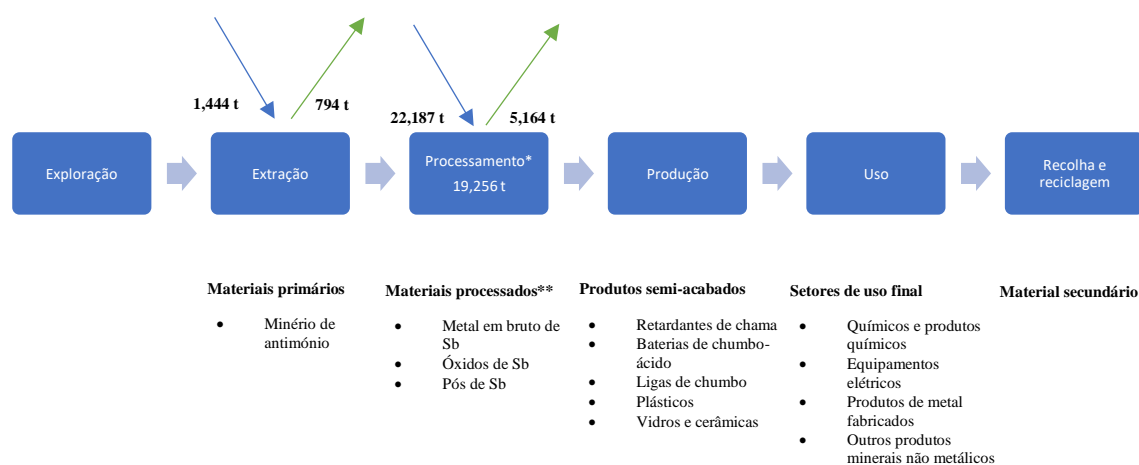 1,444 t
794 t
22,187 t
5,164 t
Exploração
Extração
Processamento*
19,256 t
Produção
Uso
Recolha e
reciclagem
Materiais primários
• Minério de
antimónio
Materiais processados**
• Metal em bruto de
Sb
• Óxidos de Sb
• Pós de Sb
Produtos semi-acabados
• Retardantes de chama
• Baterias de chumbo-
ácido
• Ligas de chumbo
• Plásticos
• Vidros e cerâmicas
Setores de uso final
• Químicos e produtos
químicos
• Equipamentos
elétricos
• Produtos de metal
fabricados
• Outros produtos
minerais não metálicos
Material secundário